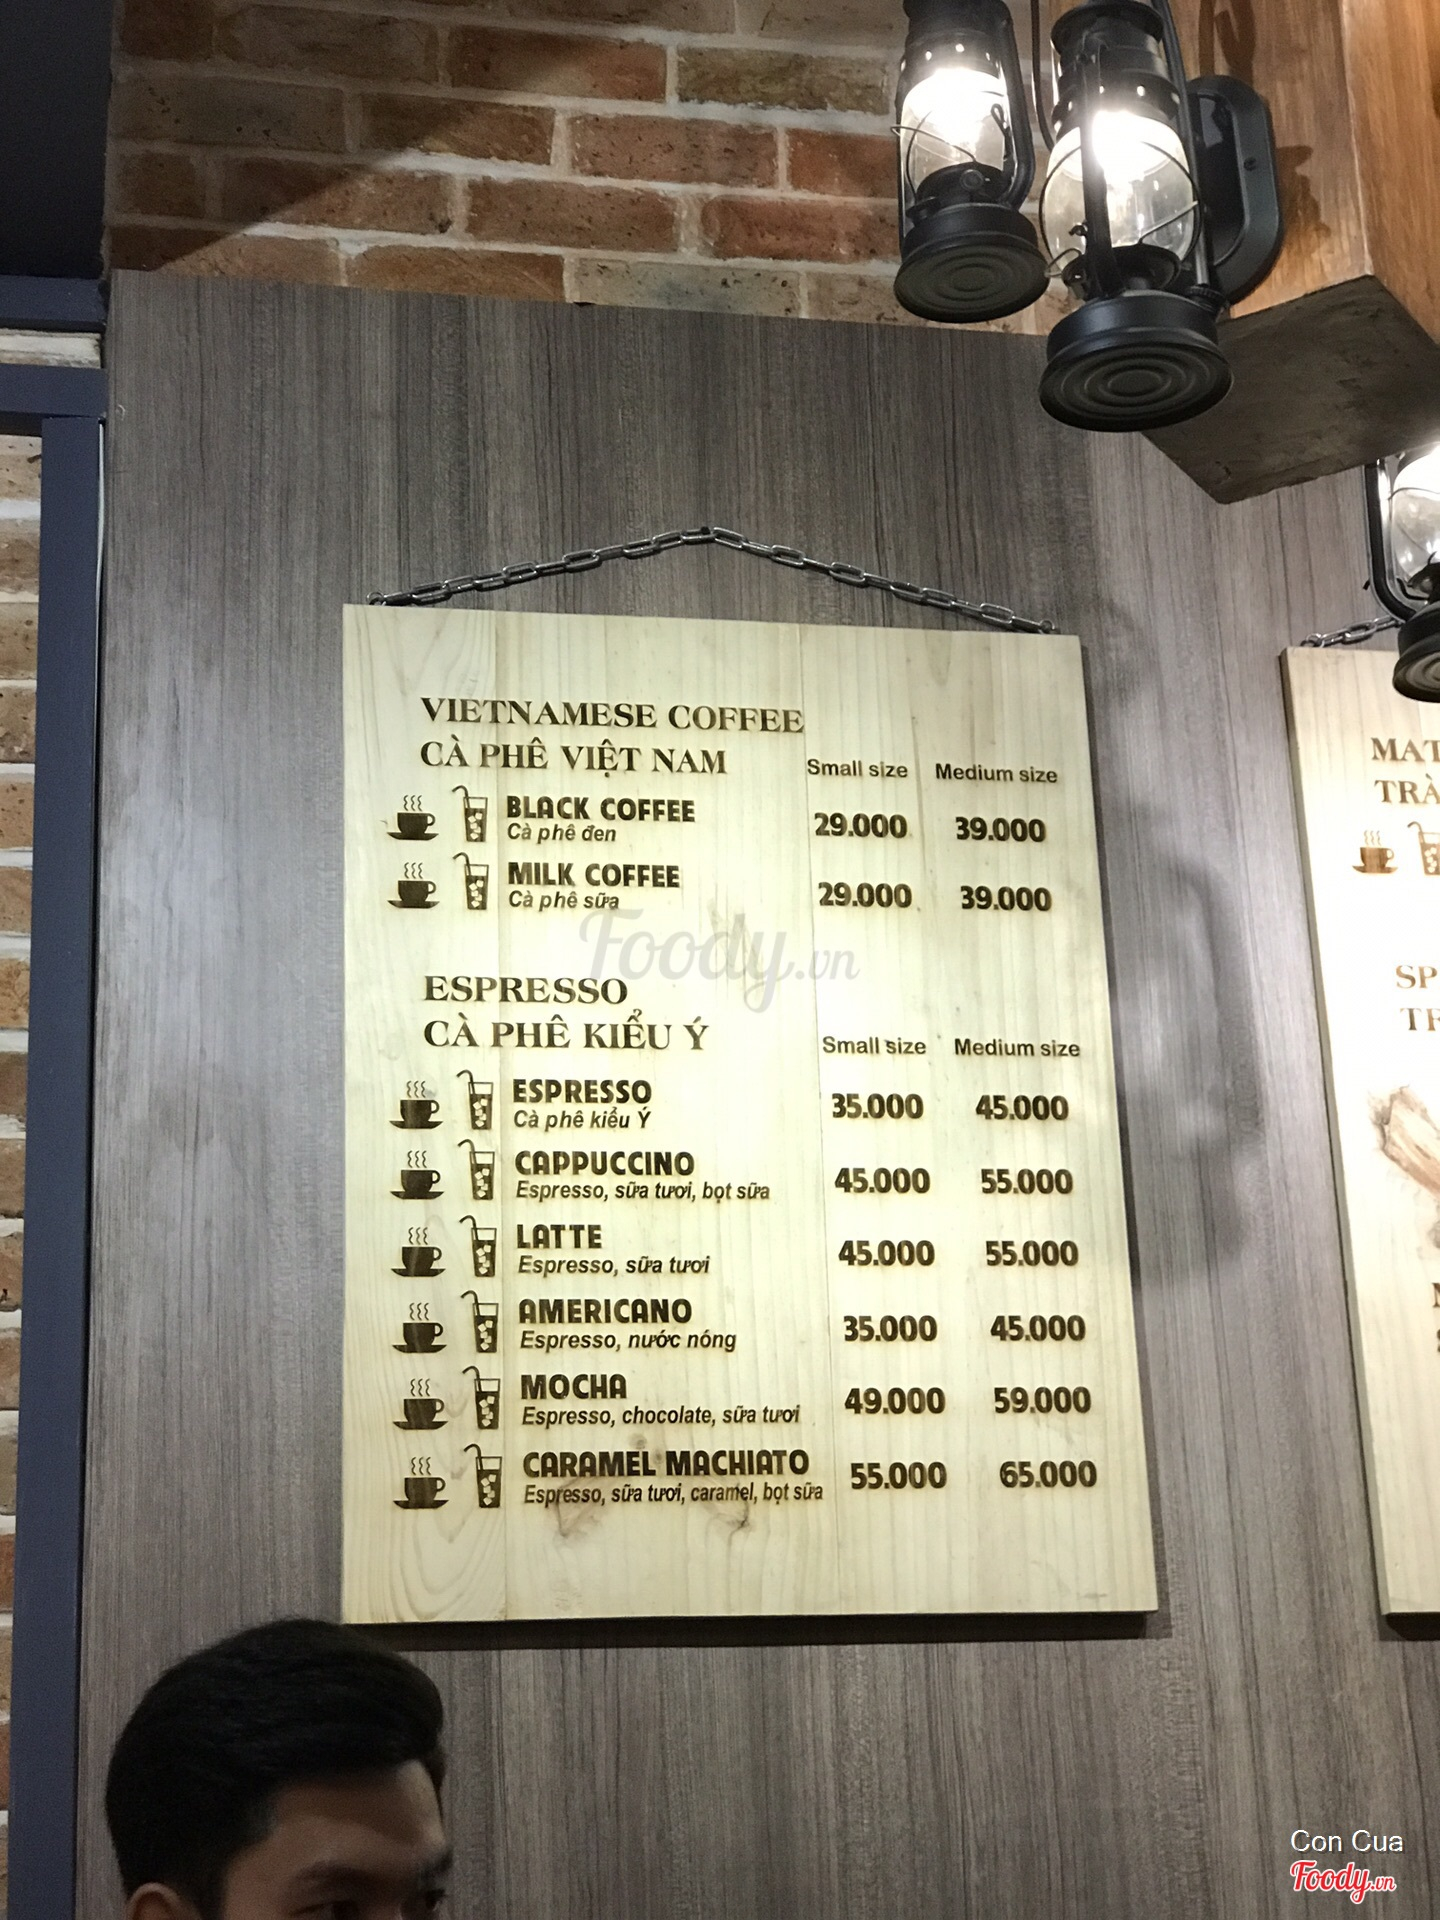 VIETNAMESE COFFEE
CÀ PHÊ VIỆT NAM
Small size Medium size
BLACK COFFEE 29.000 39.000
Cà phê đen
MILK COFFEE 29.000 39.000
Cà phê sữa
Foody.vn
ESPRESSO
CÀ PHÊ KIỂU Ý
Small size Medium size
ESPRESSO 35.000 45.000
Cà phê kiểu Ý
CAPPUCCINO 45.000 55.000
Espresso, sữa tươi, bọt sữa
LATTE 45.000 55.000
Espresso, sữa tươi
AMERICANO 35.000 45.000
Espresso, nước nóng
MOCHA 49.000 59.000
Espresso, chocolate, sữa tươi
CARAMEL MACHIATO 55.000 65.000
Espresso, sữa tươi, caramel, bọt sữa
MAT
TRÀ
SP
Con Cua
Foody.vn